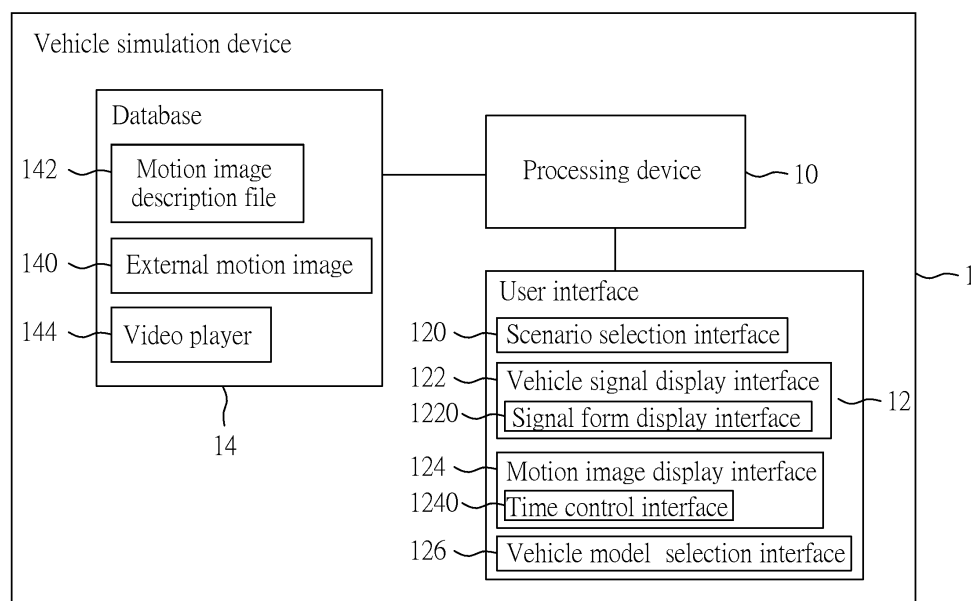 Vehicle simulation device
Database
142
Motion image
description file
140
External motion image
144
Video player
14
Processing device
10
1
User interface
120
Scenario selection interface
122
Vehicle signal display interface
1220
Signal form display interface
12
124
Motion image display interface
1240
Time control interface
126
Vehicle model selection interface